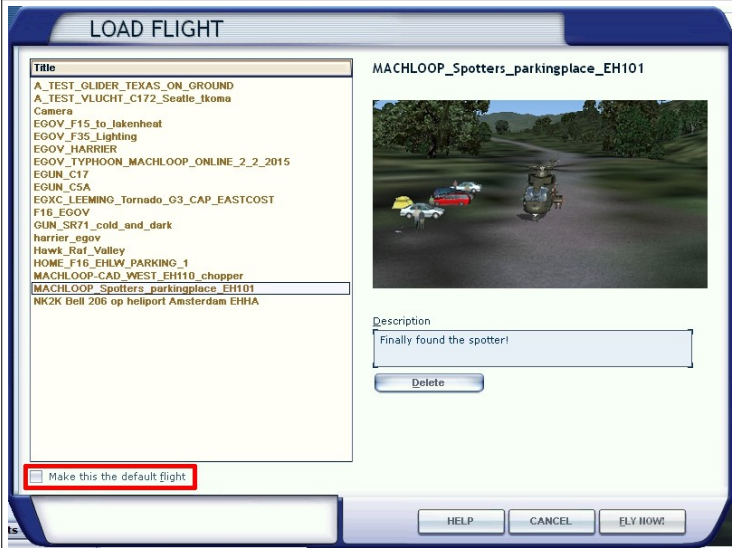 LOAD FLIGHT
Title
A_TEST_GLIDER_TEXAS_ON_GROUND
A_TEST_VLUCHT_C172_Seatle_tkoma
Camera
EGOV_F15_to_lakenheat
EGOV_F35_Lighting
EGOV_HARRIER
EGOV_TYPHOON_MACHLOOP_ONLINE_2_2_2015
EGUN_C17
EGUN_C5A
EGXC_LEEMING_Tornado_G3_CAP_EASTCOST
F16_EGOV
GUN_SR71_cold_and_dark
harrier_egov
Hawk_Raf_Valley
HOME_F16_EHLW_PARKING_1
MACHLOOP-CAD_WEST_EH110_chopper
MACHLOOP_Spotters_parkingplace_EH101
NK2K Bell 206 op heliport Amsterdam EHHA
Make this the default flight
MACHLOOP_Spotters_parkingplace_EH101
Description
Finally found the spotter!
Delete
ts
HELP
CANCEL
FLY NOW!